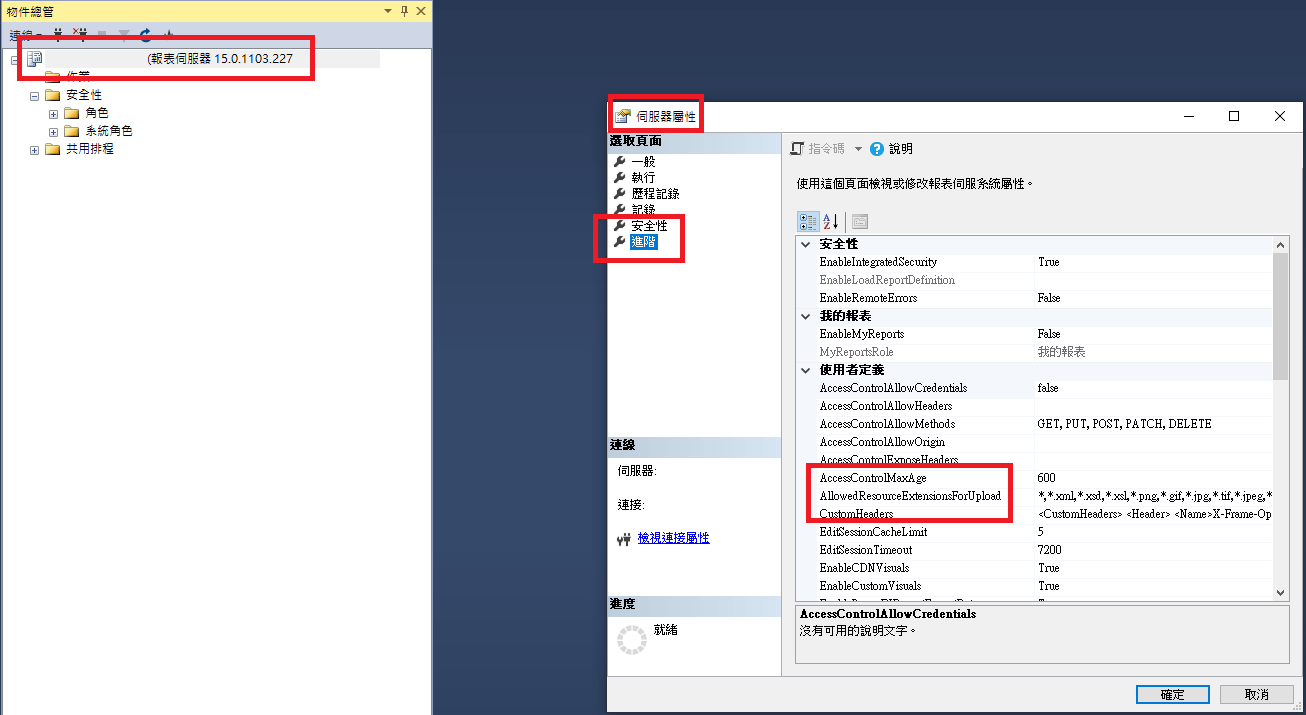 物件總管
連線
(報表伺服器 15.0.1103.227
作業
安全性
角色
系統角色
共用排程
伺服器屬性
選取頁面
一般
執行
歷程記錄
記錄
安全性
進階
連線
伺服器:
連接:
檢視連接屬性
進度
就緒
指令碼
說明
使用這個頁面檢視或修改報表伺服系統屬性。
安全性
EnableIntegratedSecurity True
EnableLoadReportDefinition
EnableRemoteErrors False
我的報表
EnableMyReports False
MyReportsRole 我的報表
使用者定義
AccessControlAllowCredentials false
AccessControlAllowHeaders
AccessControlAllowMethods GET, PUT, POST, PATCH, DELETE
AccessControlAllowOrigin
AccessControlExposeHeaders
AccessControlMaxAge 600
AllowedResourceExtensionsForUpload *,*.xml,*.xsd,*.xsl,*.png,*.gif,*.jpg,*.tif,*.jpeg,*
CustomHeaders <CustomHeaders> <Header> <Name>X-Frame-Op
EditSessionCacheLimit 5
EditSessionTimeout 7200
EnableCDNVisuals True
EnableCustomVisuals True
AccessControlAllowCredentials
沒有可用的說明文字。
確定
取消